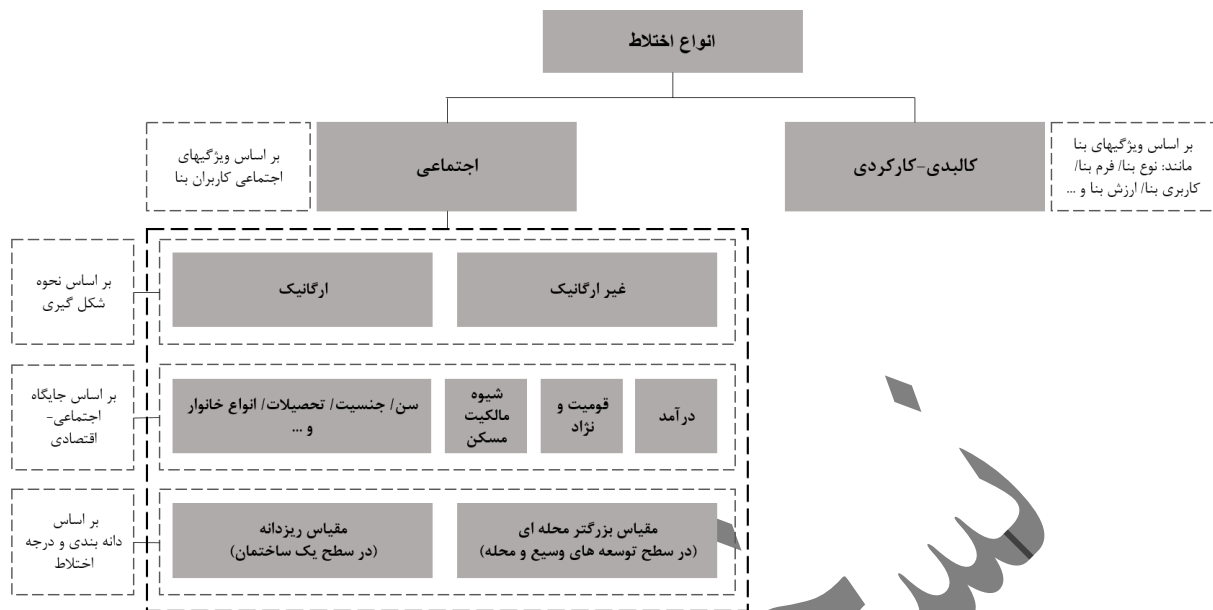 انواع اختلاط
بر اساس ویژگیهای بنا
مانند: نوع بنا/ فرم بنا/
کاربری بنا/ ارزش بنا و ...
کالبدی-کارکردی
اجتماعی
بر اساس ویژگیهای
اجتماعی کاربران بنا
غیر ارگانیک
ارگانیک
بر اساس نحوه
شکل گیری
درآمد
قومیت و
نژاد
شیوه
مالکیت
مسکن
سن/ جنسیت/ تحصیلات/ انواع خانوار
و ...
بر اساس جایگاه
اجتماعی-
اقتصادی
مقیاس بزرگتر محله ای
(در سطح توسعه های وسیع و محله)
مقیاس ریزدانه
(در سطح یک ساختمان)
بر اساس
دانه بندی و درجه
اختلاط